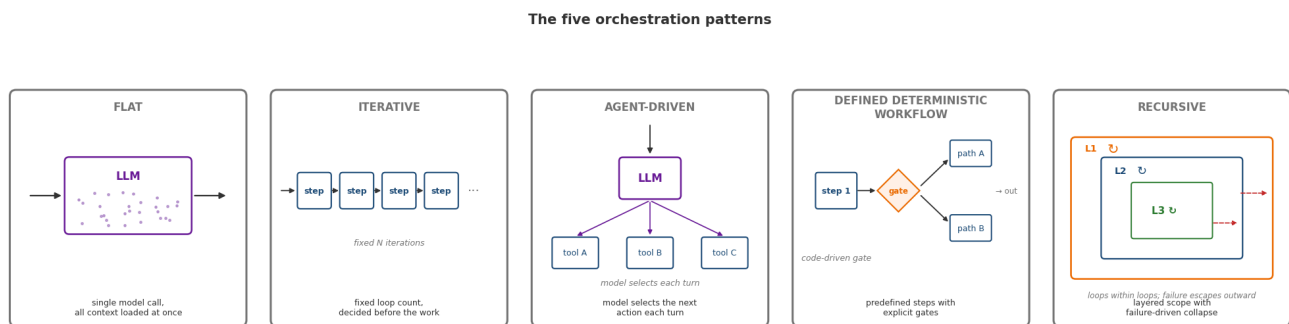 The five orchestration patterns
FLAT
LLM
single model call,
all context loaded at once
ITERATIVE
step
step
step
step
...
fixed N iterations
fixed loop count,
decided before the work
AGENT-DRIVEN
LLM
tool A
tool B
tool C
model selects each turn
model selects the next
action each turn
DEFINED DETERMINISTIC
WORKFLOW
step 1
gate
path A
path B
→ out
code-driven gate
predefined steps with
explicit gates
RECURSIVE
L1 ↻
L2 ↻
L3 ↻
loops within loops; failure escapes outward
layered scope with
failure-driven collapse